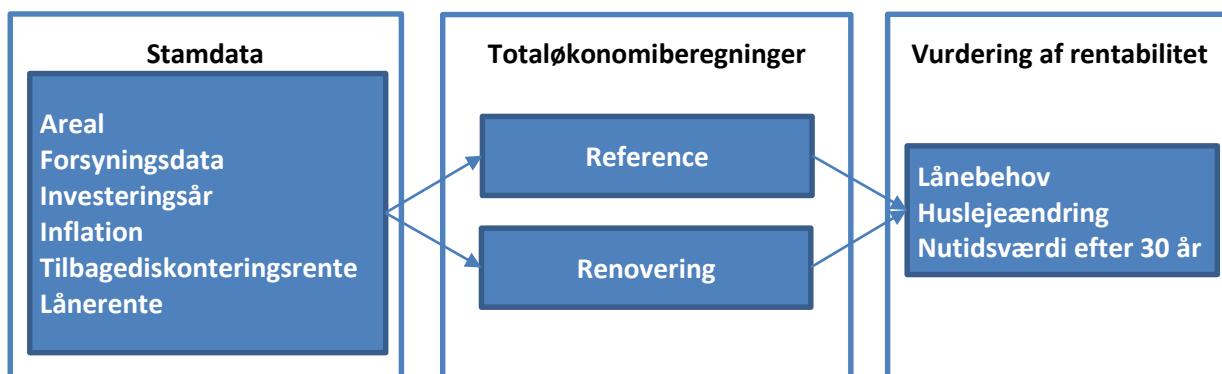 Stamdata
Areal
Forsyningsdata
Investeringsår
Inflation
Tilbagediskonteringsrente
Lånerente
Totaløkonomiberegninger
Reference
Renovering
Vurdering af rentabilitet
Lånebehov
Huslejeændring
Nutidsværdi efter 30 år